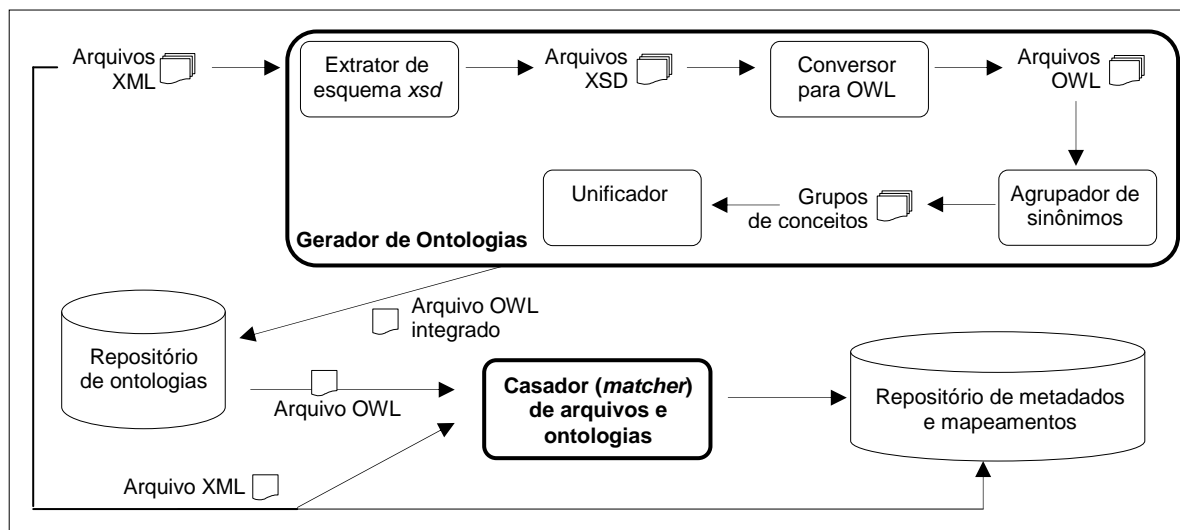 Arquivos
XML
Extrator de
esquema xsd
Arquivos
XSD
Conversor
para OWL
Arquivos
OWL
Unificador
Grupos
de conceitos
Agrupador de
sinônimos
Gerador de Ontologias
Arquivo OWL
integrado
Repositório
de ontologias
Arquivo OWL
Casador (matcher)
de arquivos e
ontologias
Repositório de metadados
e mapeamentos
Arquivo XML